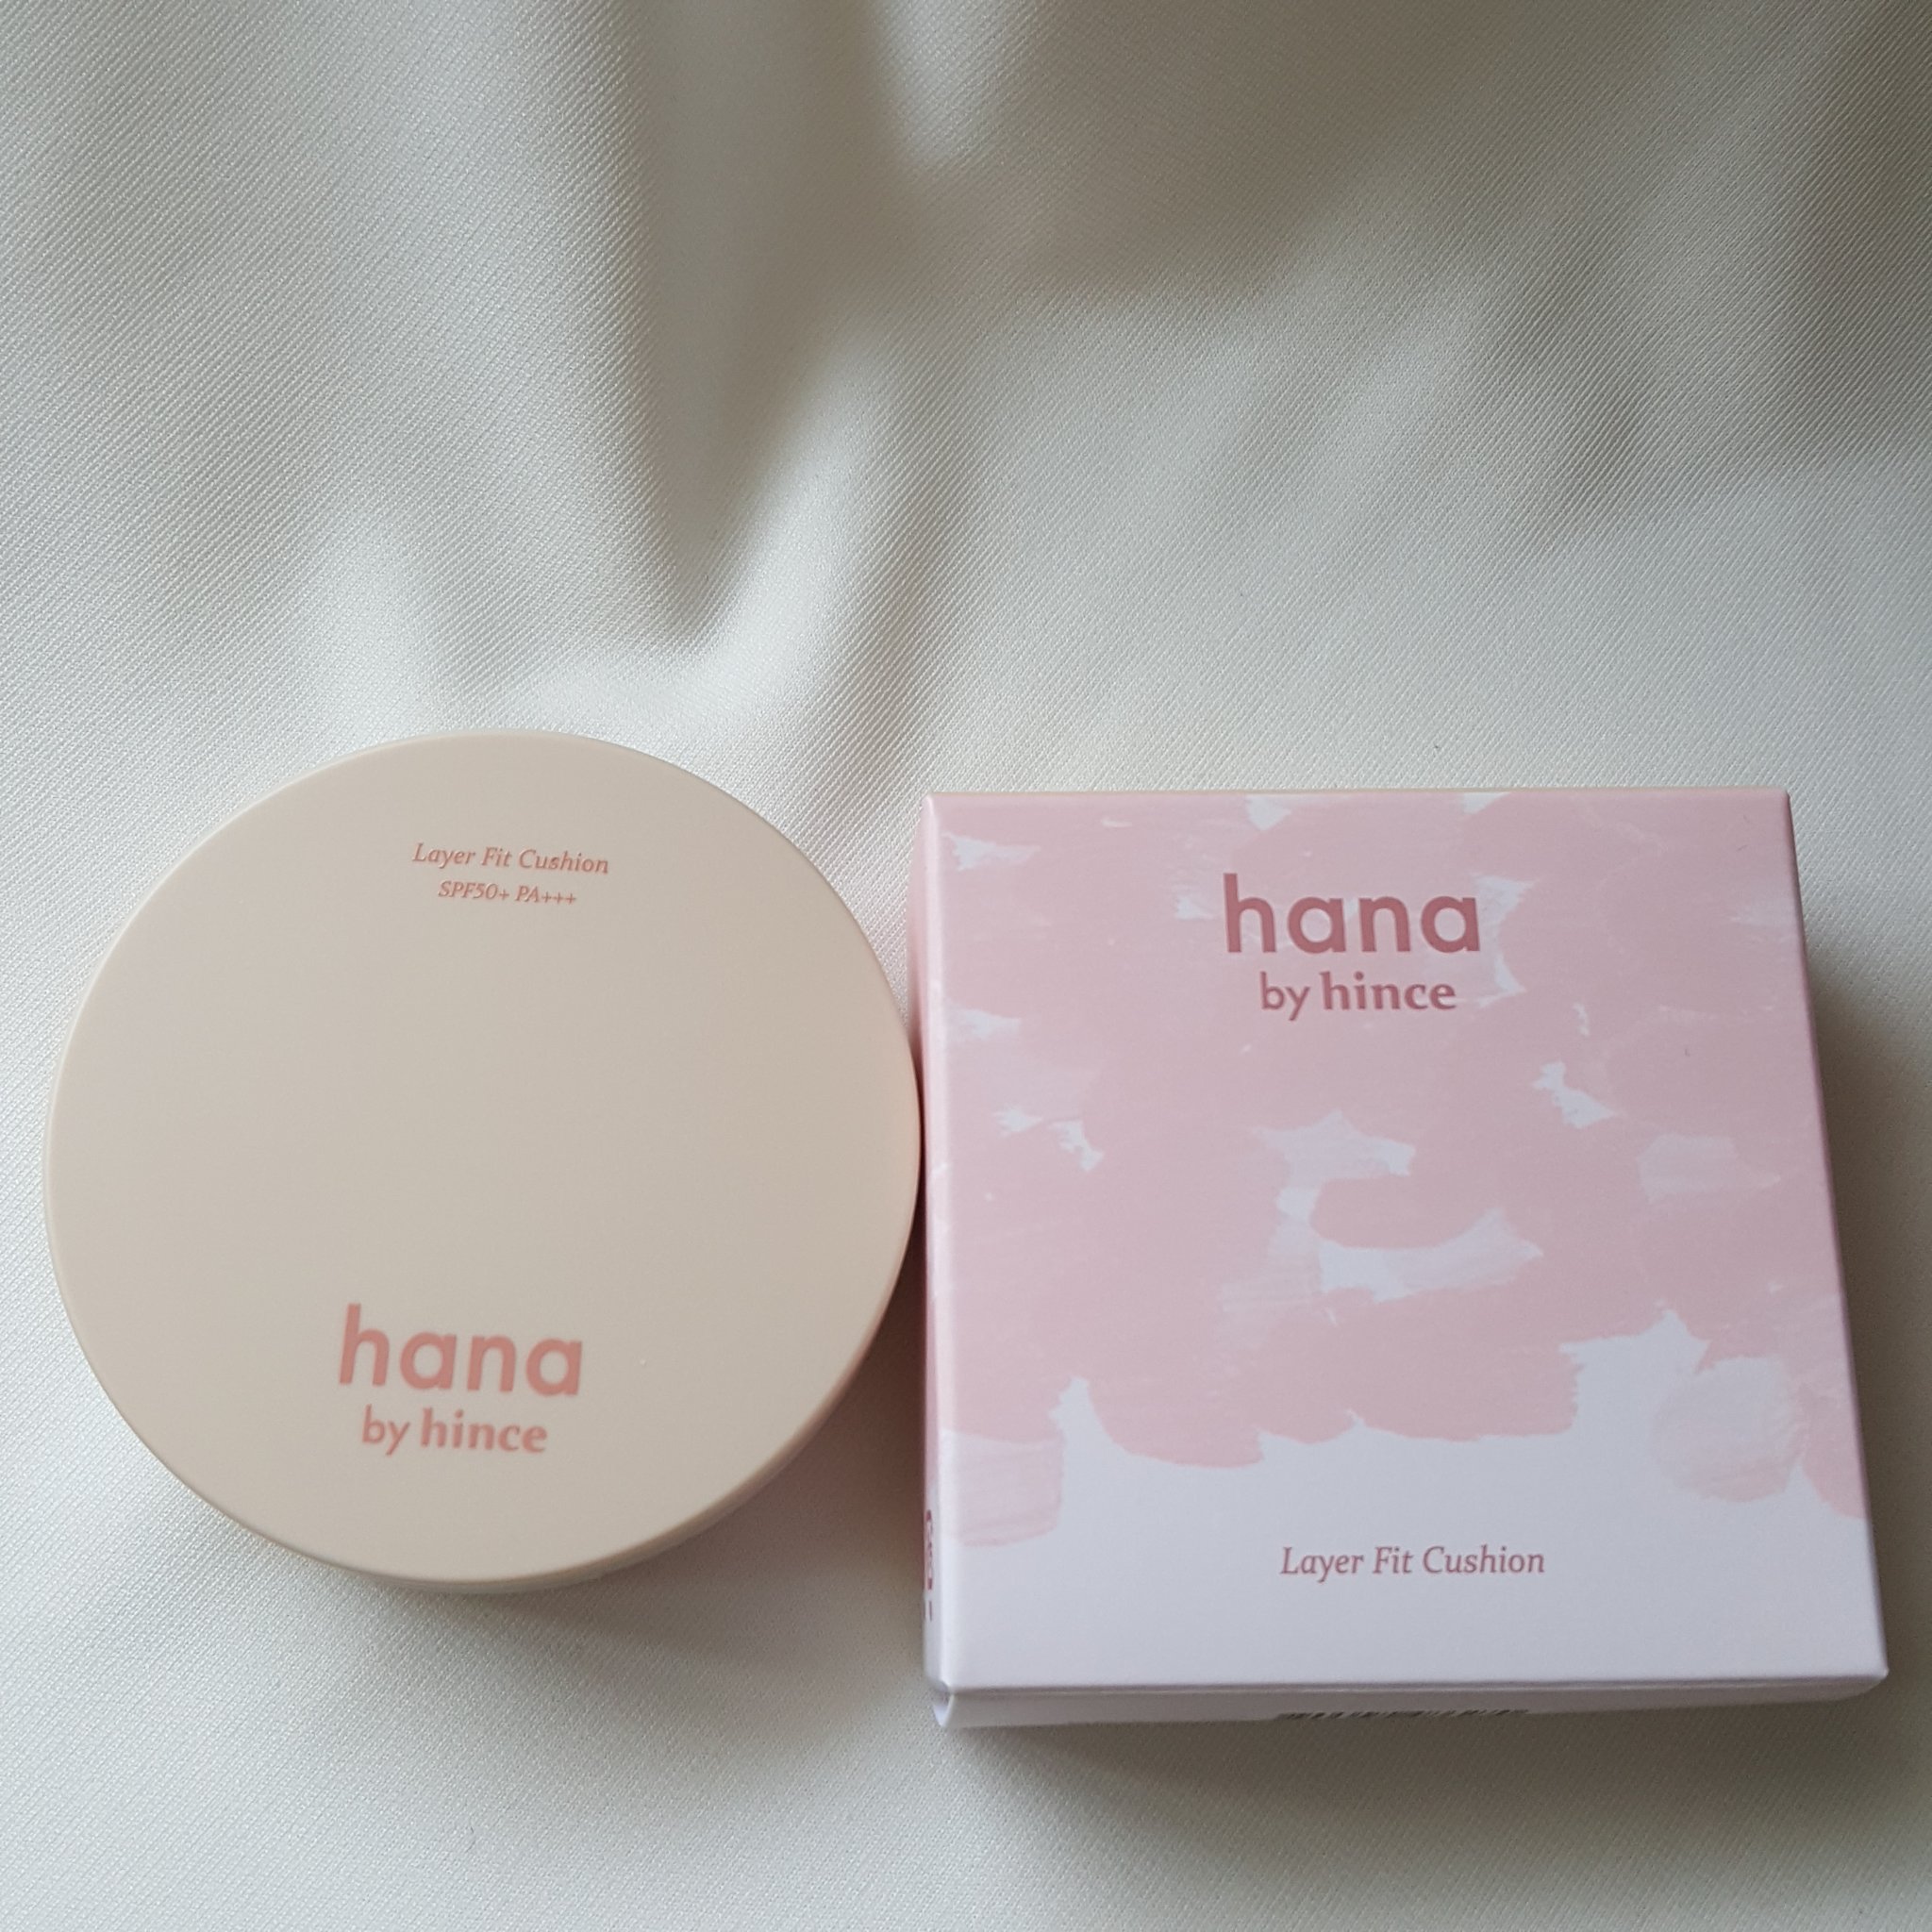 Layer Fit Cushion
SPF50+ PA+++
hana
by hince
hana
by hince
Layer Fit Cushion